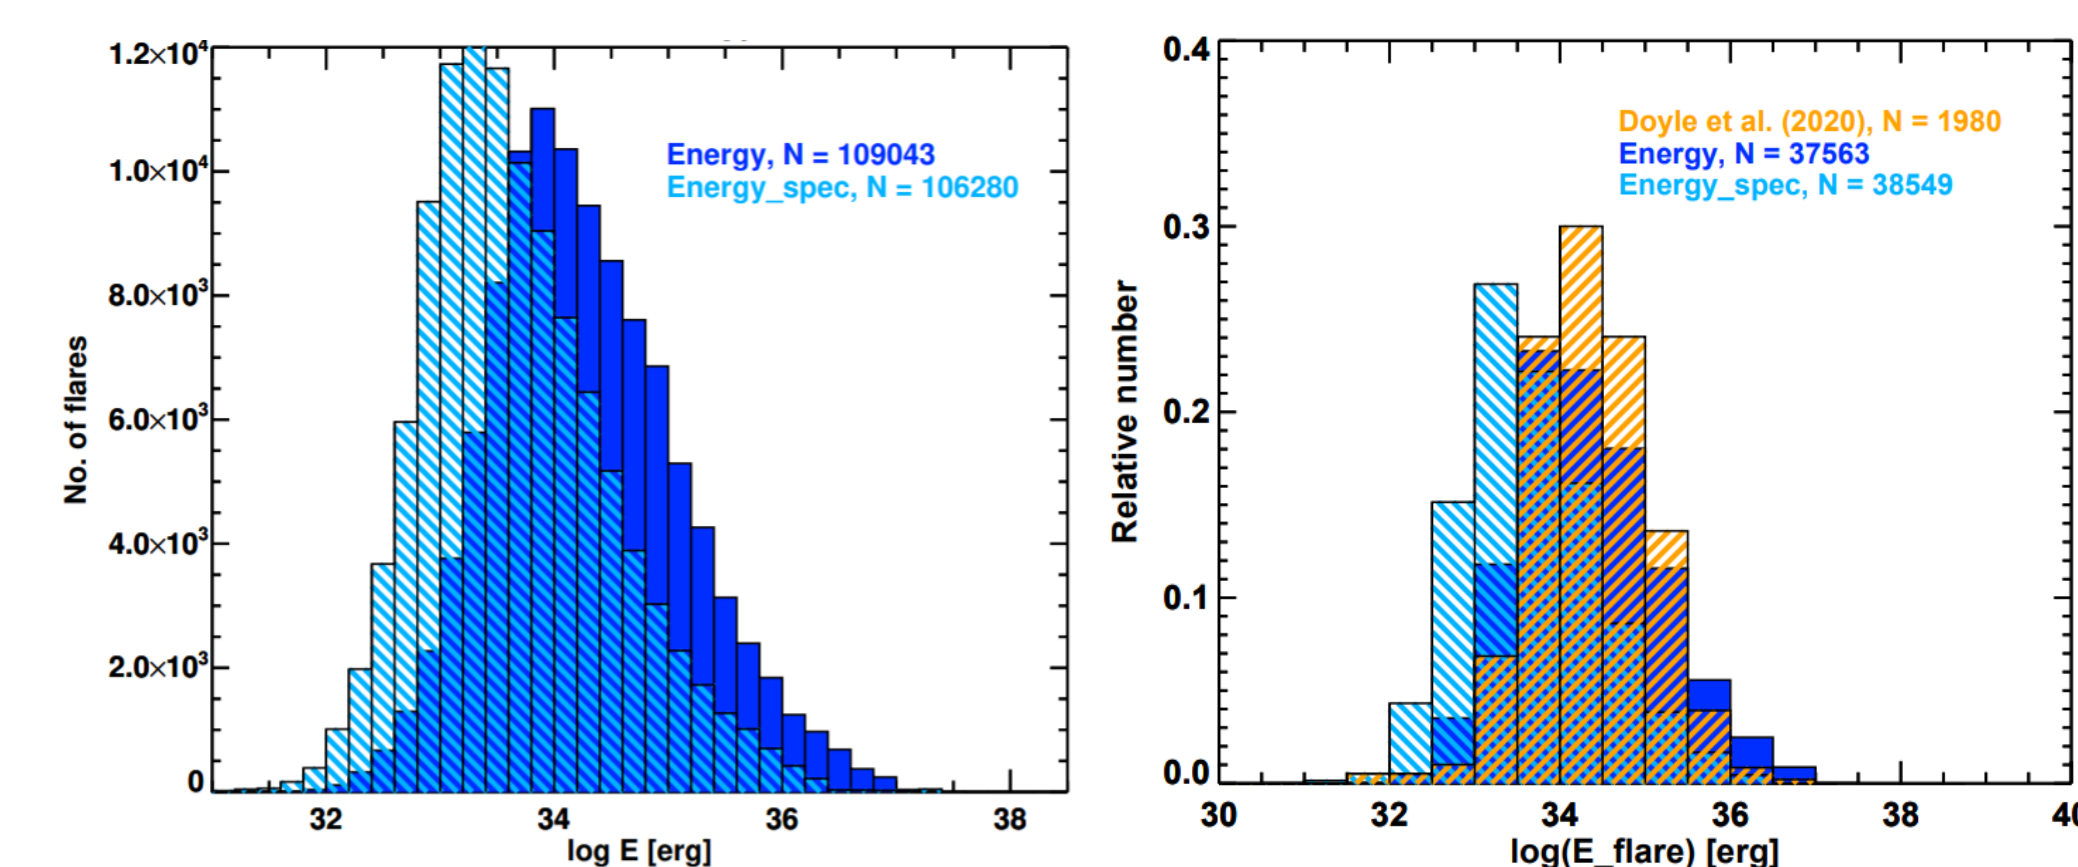 1.2×10⁴
1.0×10⁴
8.0×10³
6.0×10³
4.0×10³
2.0×10³
0
No. of flares
Energy, N = 109043
Energy_spec, N = 106280
32 34 36 38
log E [erg]
0.4
0.3
0.2
0.1
0.0
Relative number
Doyle et al. (2020), N = 1980
Energy, N = 37563
Energy_spec, N = 38549
30 32 34 36 38 40
log(E_flare) [erg]